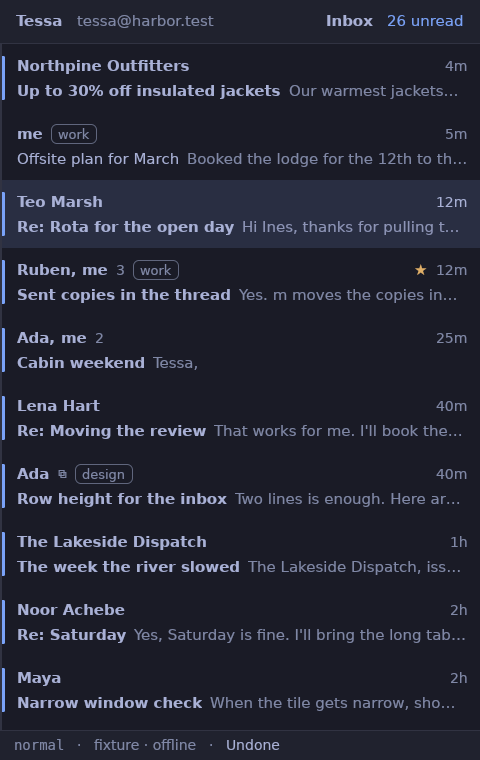 Tessa tessa@harbor.test Inbox 26 unread
Northpine Outfitters 4m
Up to 30% off insulated jackets Our warmest jackets…
me work 5m
Offsite plan for March Booked the lodge for the 12th to th…
Teo Marsh 12m
Re: Rota for the open day Hi Ines, thanks for pulling t…
Ruben, me 3 work ★ 12m
Sent copies in the thread Yes. m moves the copies in…
Ada, me 2 25m
Cabin weekend Tessa,
Lena Hart 40m
Re: Moving the review That works for me. I'll book the…
Ada design 40m
Row height for the inbox Two lines is enough. Here ar…
The Lakeside Dispatch 1h
The week the river slowed The Lakeside Dispatch, iss…
Noor Achebe 2h
Re: Saturday Yes, Saturday is fine. I'll bring the long tab…
Maya 2h
Narrow window check When the tile gets narrow, sho…
normal · fixture · offline · Undone